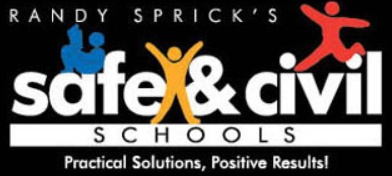 RANDY SPRICK'S
safe & civil
SCHOOLS
Practical Solutions, Positive Results!